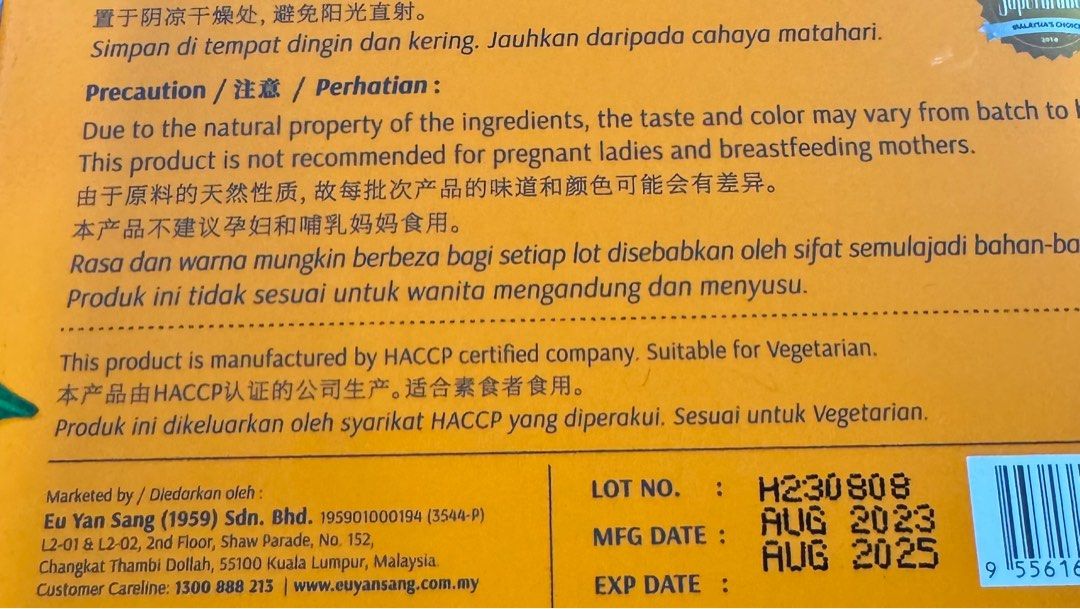 置于阴凉干燥处, 避免阳光直射。
Simpan di tempat dingin dan kering. Jauhkan daripada cahaya matahari.
MALAYSIA'S CHOICE
Precaution / 注意 / Perhatian :
Due to the natural property of the ingredients, the taste and color may vary from batch to
This product is not recommended for pregnant ladies and breastfeeding mothers.
由于原料的天然性质, 故每批次产品的味道和颜色可能会有差异。
本产品不建议孕妇和哺乳妈妈食用。
Rasa dan warna mungkin berbeza bagi setiap lot disebabkan oleh sifat semulajadi bahan-ba
Produk ini tidak sesuai untuk wanita mengandung dan menyusu.
This product is manufactured by HACCP certified company. Suitable for Vegetarian.
本产品由HACCP认证的公司生产。适合素食者食用。
Produk ini dikeluarkan oleh syarikat HACCP yang diperakui. Sesuai untuk Vegetarian.
Marketed by / Diedarkan oleh :
Eu Yan Sang (1959) Sdn. Bhd. 195901000194 (3544-P)
L2-01 & L2-02, 2nd Floor, Shaw Parade, No. 152,
Changkat Thambi Dollah, 55100 Kuala Lumpur, Malaysia.
Customer Careline: 1300 888 213 | www.euyansang.com.my
LOT NO. : H230808
MFG DATE : AUG 2023
EXP DATE : AUG 2025
9 55616